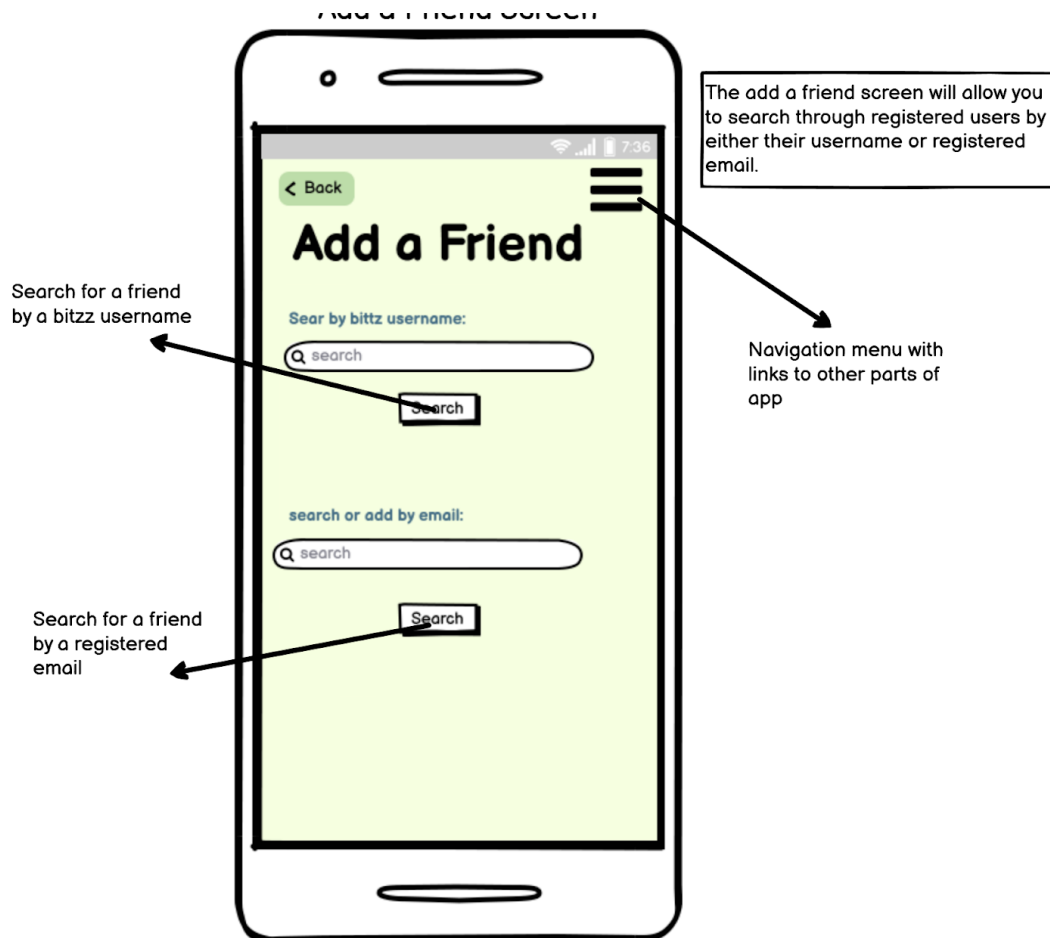 Add a Friend Screen
The add a friend screen will allow you
to search through registered users by
either their username or registered
email.
7:36
Back
Add a Friend
Search for a friend
by a bitzz username
Sear by bittz username:
search
Search
Navigation menu with
links to other parts of
app
search or add by email:
search
Search
Search for a friend
by a registered
email